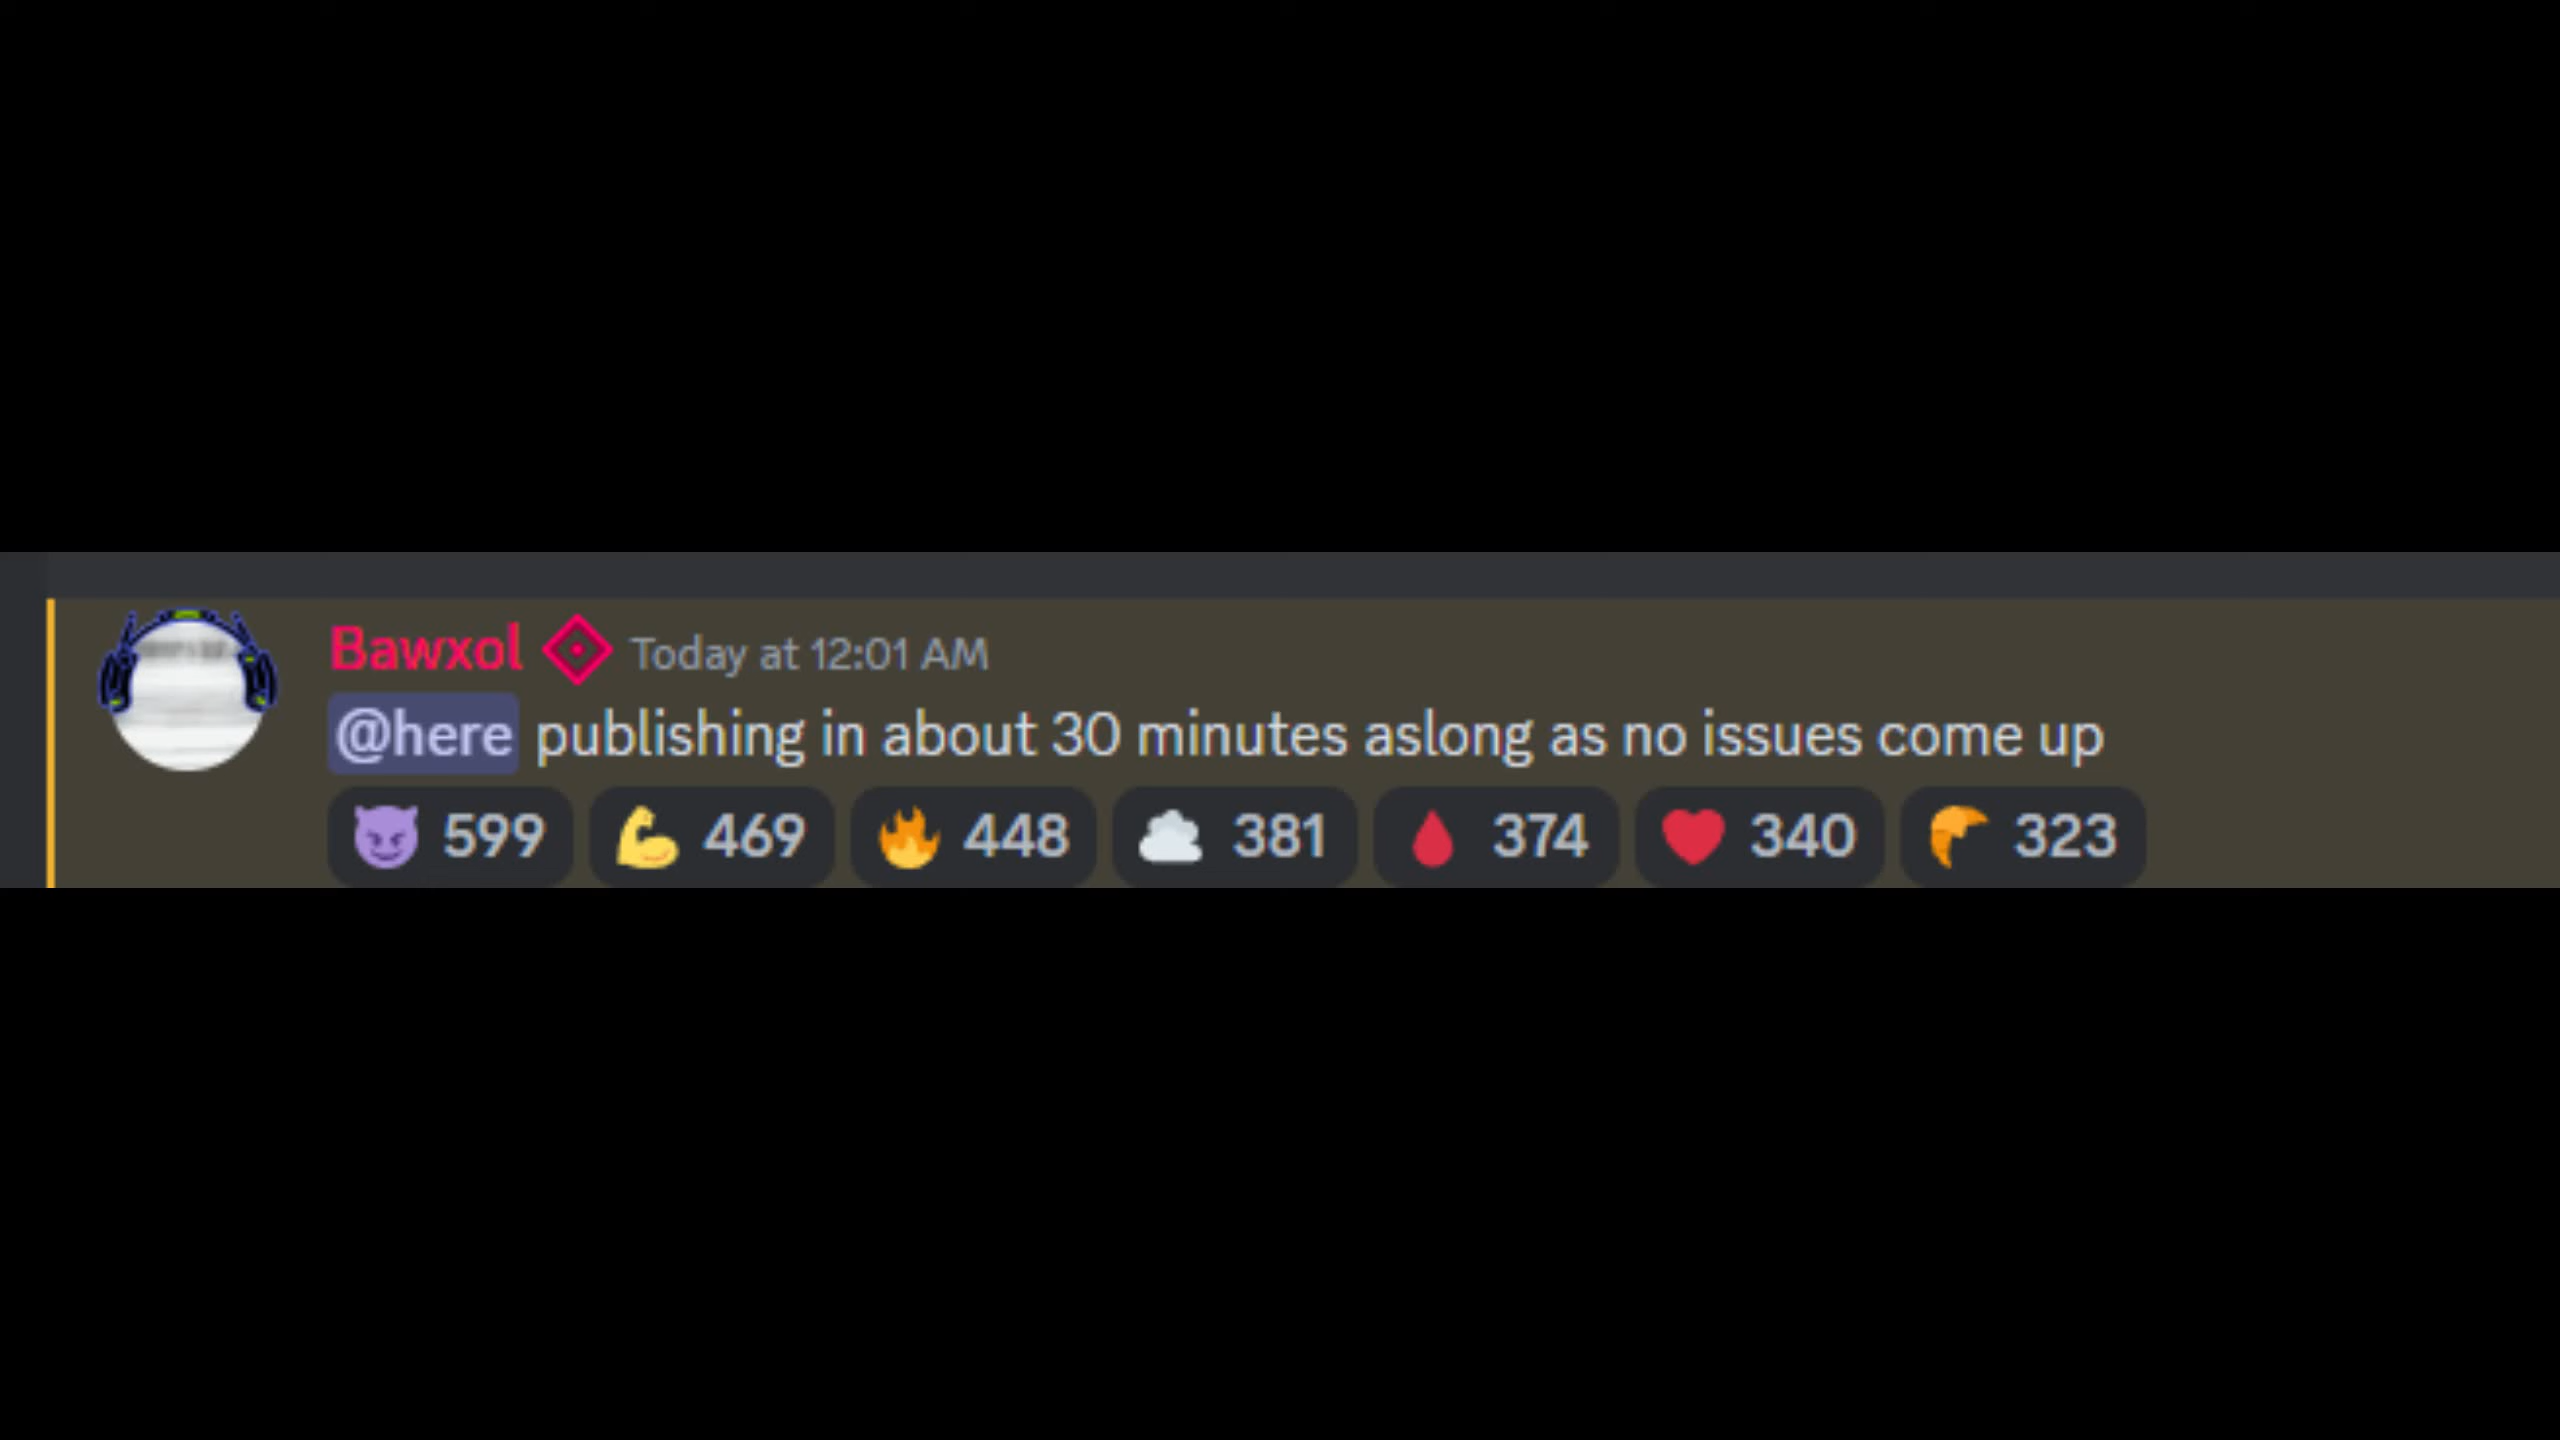 Bawxol Today at 12:01 AM
@here publishing in about 30 minutes aslong as no issues come up
599 469 448 381 374 340 323